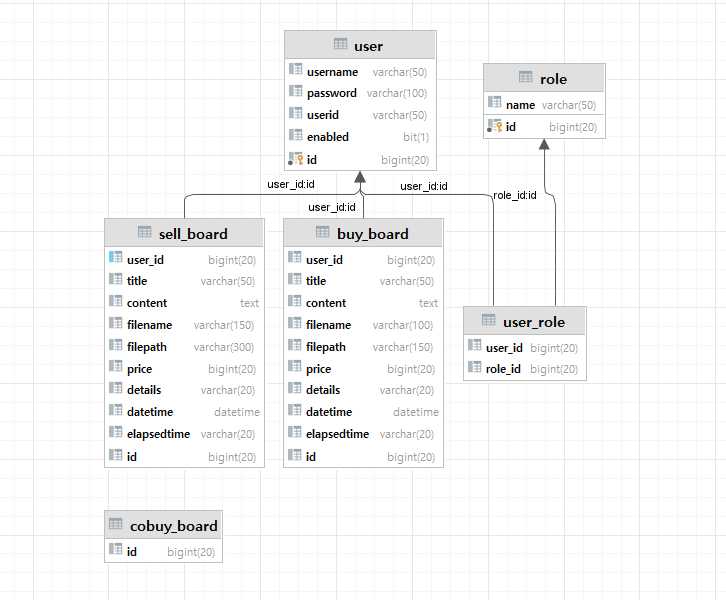 user
username varchar(50)
password varchar(100)
userid varchar(50)
enabled bit(1)
id bigint(20)
role
name varchar(50)
id bigint(20)
user_id:id
user_id:id
user_id:id
role_id:id
sell_board
user_id bigint(20)
title varchar(50)
content text
filename varchar(150)
filepath varchar(300)
price bigint(20)
details varchar(20)
datetime datetime
elapsedtime varchar(20)
id bigint(20)
buy_board
user_id bigint(20)
title varchar(50)
content text
filename varchar(100)
filepath varchar(150)
price bigint(20)
details varchar(20)
datetime datetime
elapsedtime varchar(20)
id bigint(20)
user_role
user_id bigint(20)
role_id bigint(20)
cobuy_board
id bigint(20)